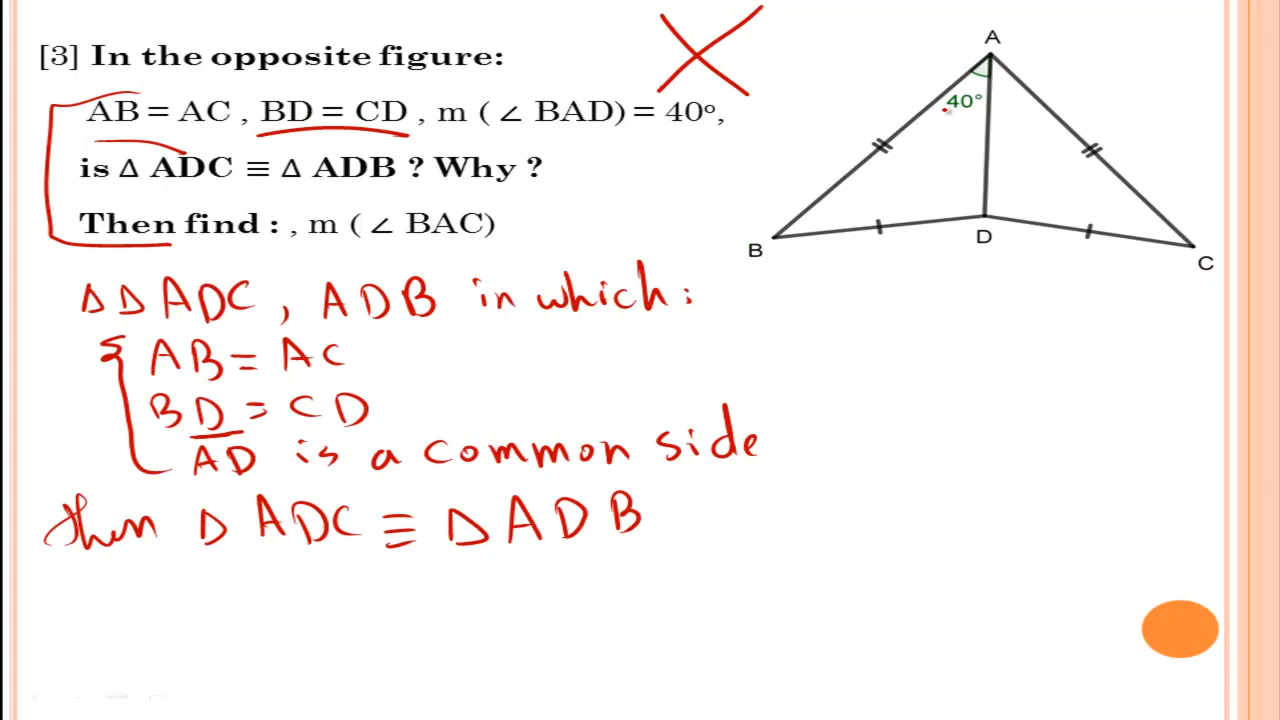 [3] In the opposite figure:
AB = AC , BD = CD , m ( ∠ BAD) = 40°,
is Δ ADC ≡ Δ ADB ? Why ?
Then find : , m ( ∠ BAC)
Δ Δ ADC , ADB in which :
AB = AC
BD = CD
AD is a common side
then Δ ADC ≡ Δ ADB
A
40°
B
D
C